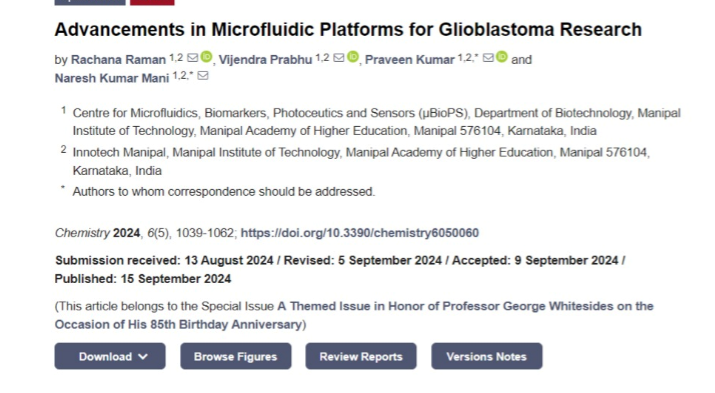 Advancements in Microfluidic Platforms for Glioblastoma Research
by Rachana Raman 1,2, Vijendra Prabhu 1,2, Praveen Kumar 1,2,* and
Naresh Kumar Mani 1,2,*
1 Centre for Microfluidics, Biomarkers, Photoceutics and Sensors (μBioPS), Department of Biotechnology, Manipal
Institute of Technology, Manipal Academy of Higher Education, Manipal 576104, Karnataka, India
2 Innotech Manipal, Manipal Institute of Technology, Manipal Academy of Higher Education, Manipal 576104,
Karnataka, India
* Authors to whom correspondence should be addressed.
Chemistry 2024, 6(5), 1039-1062; https://doi.org/10.3390/chemistry6050060
Submission received: 13 August 2024 / Revised: 5 September 2024 / Accepted: 9 September 2024 /
Published: 15 September 2024
(This article belongs to the Special Issue A Themed Issue in Honor of Professor George Whitesides on the
Occasion of His 85th Birthday Anniversary)
Download Browse Figures Review Reports Versions Notes